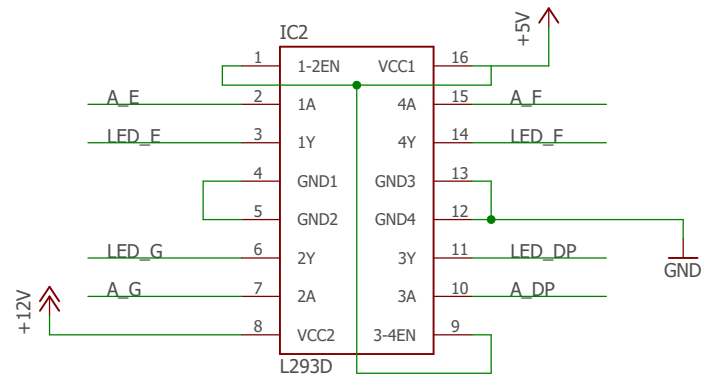 IC2
+5V
1 1-2EN VCC1 16
A_E 2 1A 4A 15 A_F
LED_E 3 1Y 4Y 14 LED_F
4 GND1 GND3 13
5 GND2 GND4 12
LED_G 6 2Y 3Y 11 LED_DP
GND
A_G 7 2A 3A 10 A_DP
+12V
8 VCC2 3-4EN 9
L293D